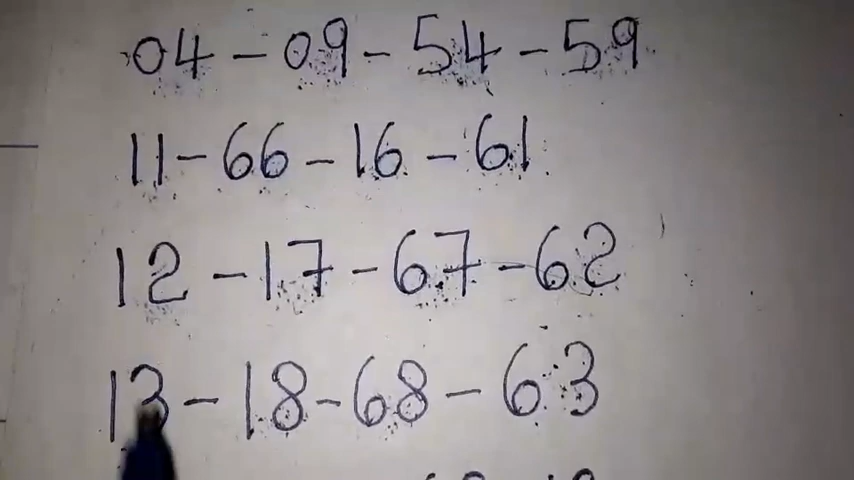 04 - 09 - 54 - 59
11 - 66 - 16 - 61
12 - 17 - 67 - 62
13 - 18 - 68 - 63